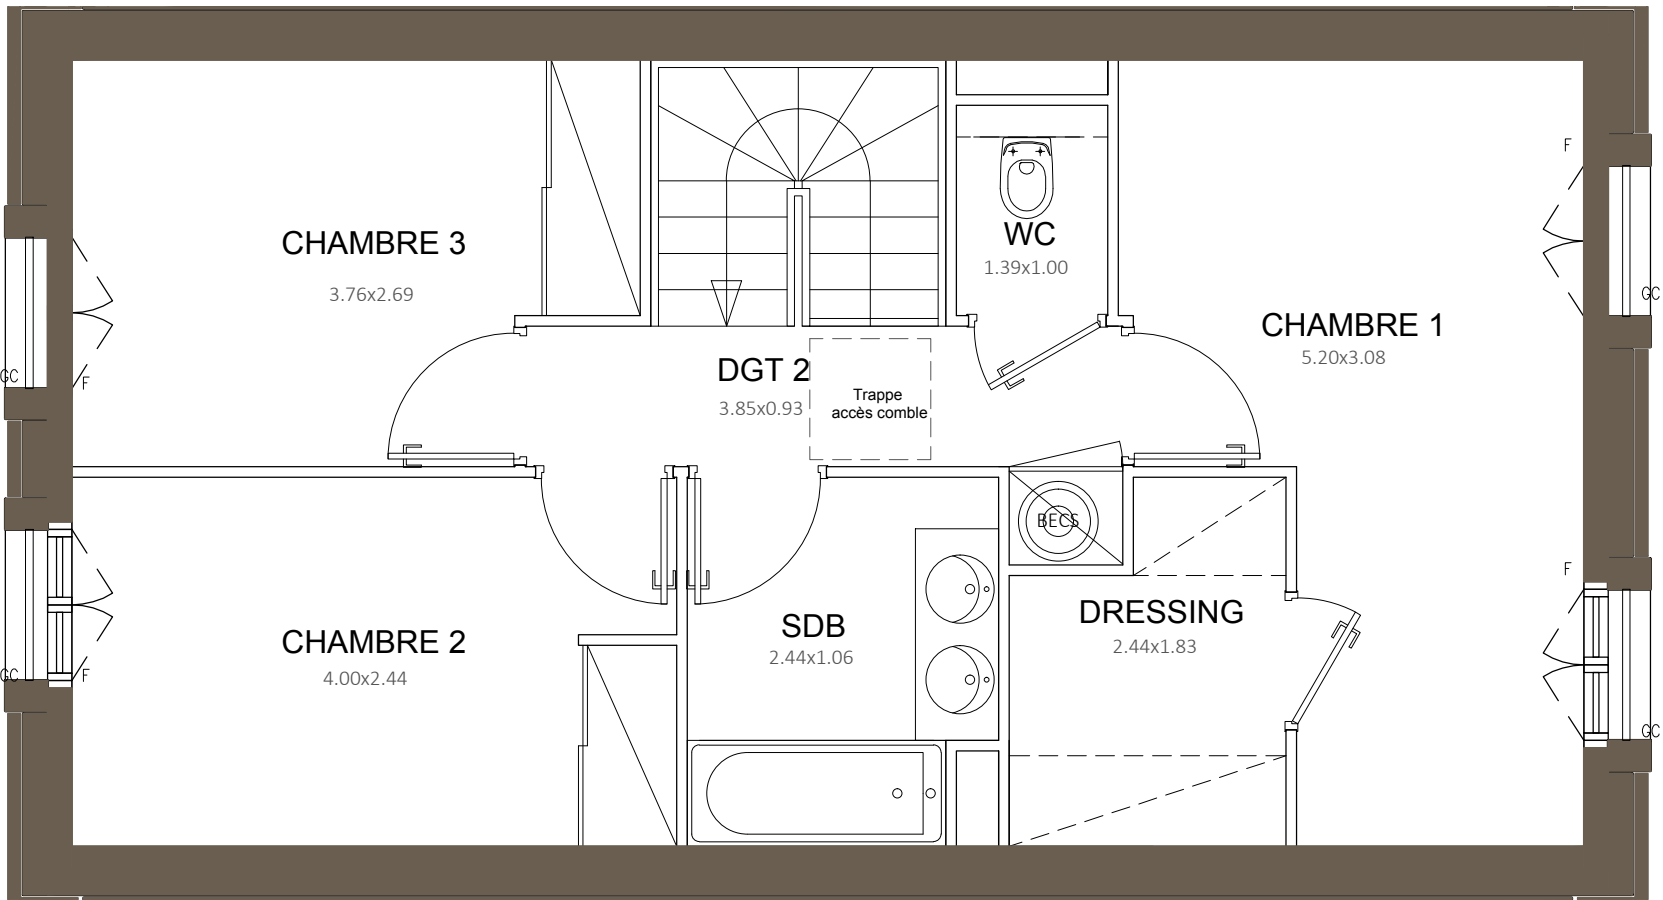 F
CHAMBRE 3
3.76x2.69
WC
1.39x1.00
GC
CHAMBRE 1
5.20x3.08
GC
F
DGT 2
3.85x0.93
Trappe
accès comble
BECS
F
CHAMBRE 2
4.00x2.44
SDB
2.44x1.06
DRESSING
2.44x1.83
GC
F
GC